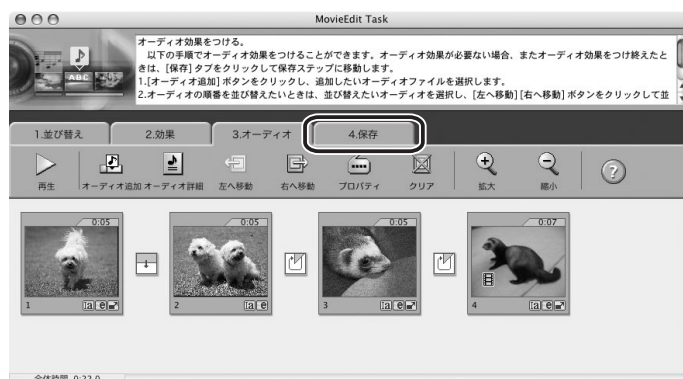 MovieEdit Task
オーディオ効果をつける。
以下の手順でオーディオ効果をつけることができます。オーディオ効果が必要ない場合、またオーディオ効果をつけ終えたと
きは、[保存] タブをクリックして保存ステップに移動します。
1.[オーディオ追加] ボタンをクリックし、追加したいオーディオファイルを選択します。
2.オーディオの順番を並び替えたいときは、並び替えたいオーディオを選択し、[左へ移動] [右へ移動] ボタンをクリックして並
ABC
1.並び替え 2.効果 3.オーディオ 4.保存
再生 オーディオ追加 オーディオ詳細 左へ移動 右へ移動 プロパティ クリア 拡大 縮小 ?
0:05 0:05 0:05 0:07
1 a e 2 a e 3 a e 4 a e
全体時間 0:22.0